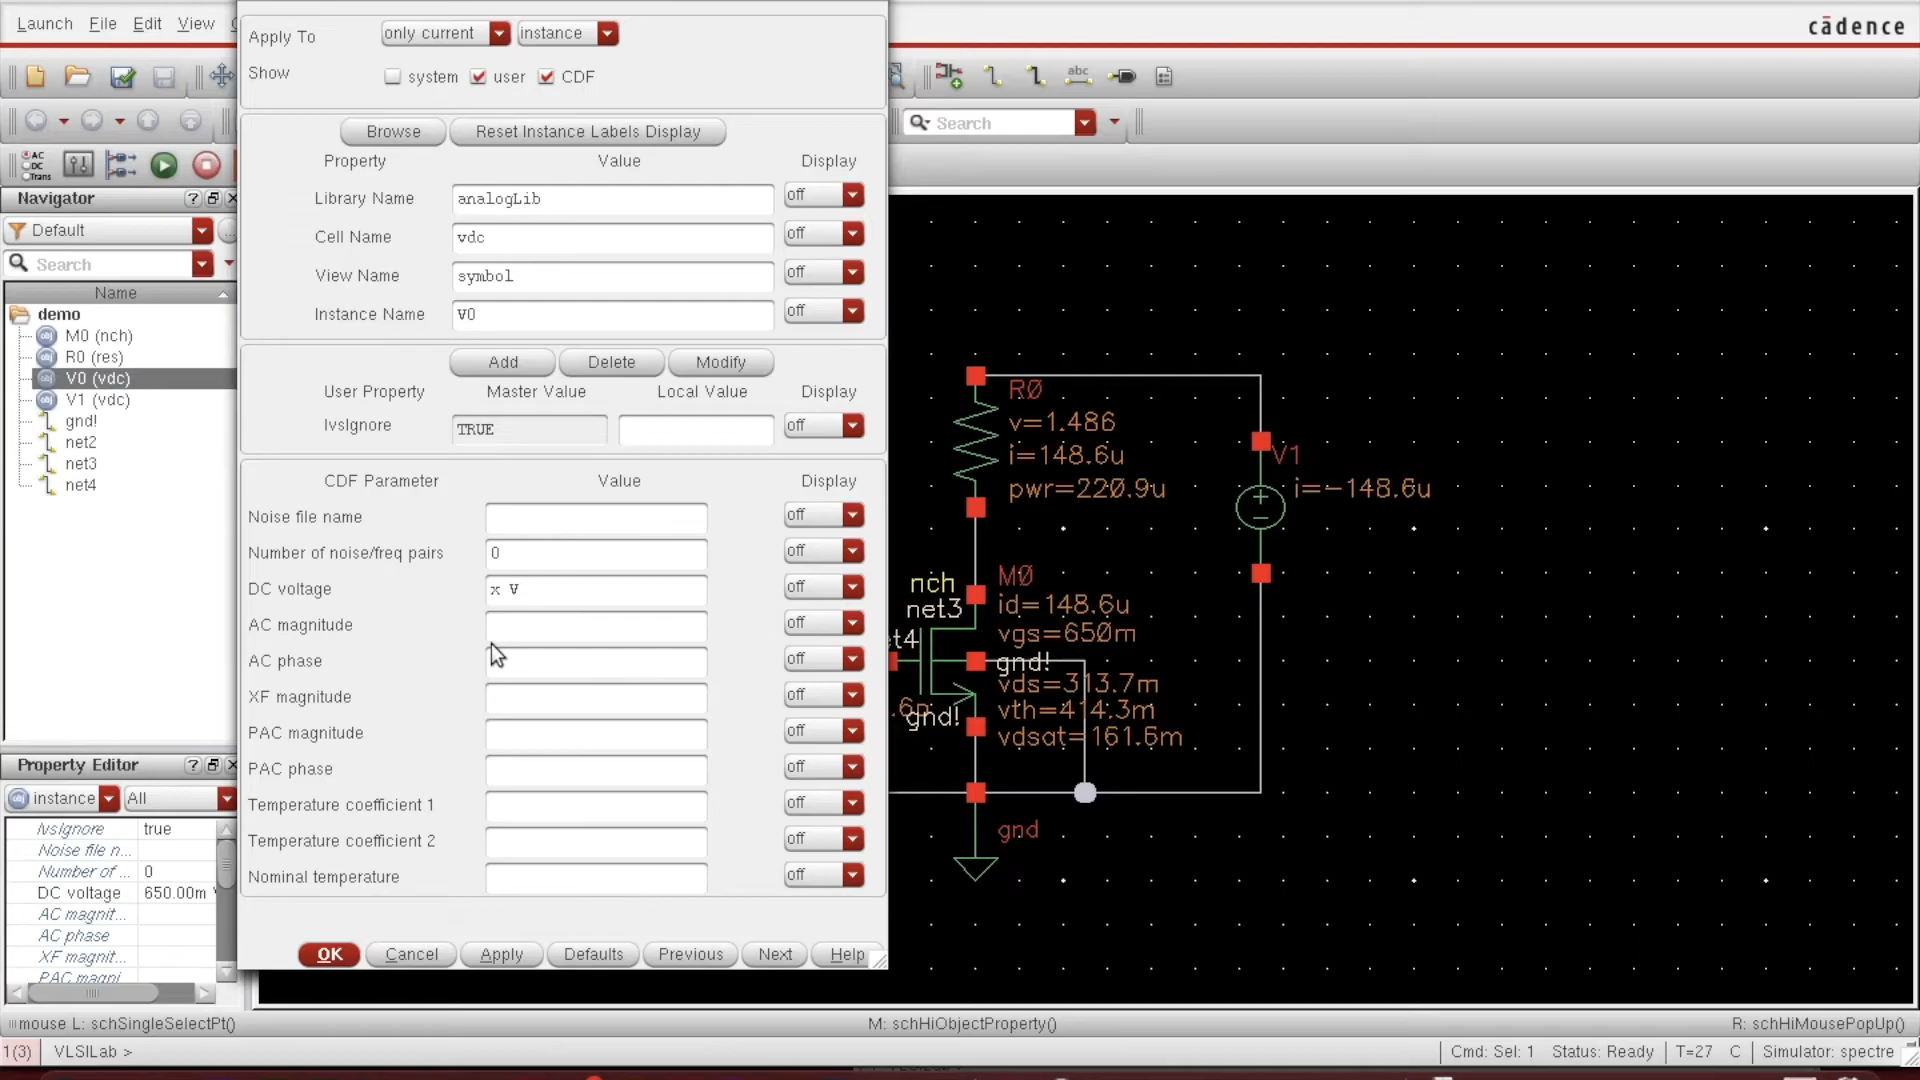 Launch File Edit View
cādence
Apply To only current instance
Show system user CDF
Browse Reset Instance Labels Display
Search
AC
DC
Trans
Property Value Display
Navigator
Library Name analogLib off
Default
Cell Name vdc off
Search
View Name symbol off
Name
Instance Name V0 off
demo
M0 (nch)
R0 (res)
V0 (vdc)
V1 (vdc)
gnd!
net2
net3
net4
Add Delete Modify
User Property Master Value Local Value Display
lvsIgnore TRUE off
CDF Parameter Value Display
Noise file name off
Number of noise/freq pairs 0 off
DC voltage x V off
AC magnitude off
AC phase off
XF magnitude off
PAC magnitude off
PAC phase off
Temperature coefficient 1 off
Temperature coefficient 2 off
Nominal temperature off
OK Cancel Apply Defaults Previous Next Help
R0
v=1.486
i=148.6u
pwr=220.9u
V1
i=-148.6u
nch
net3
M0
id=148.6u
vgs=650m
gnd!
vds=313.7m
vth=414.3m
gnd!
vdsat=161.6m
gnd
Property Editor
instance All
lvsIgnore true
Noise file n...
Number of ... 0
DC voltage 650.00m
AC magnit...
AC phase
XF magnit...
PAC magni
mouse L: schSingleSelectPt() M: schHiObjectProperty() R: schHiMousePopUp()
1(3) VLSILab > Cmd: Sel: 1 Status: Ready T=27 C Simulator: spectre